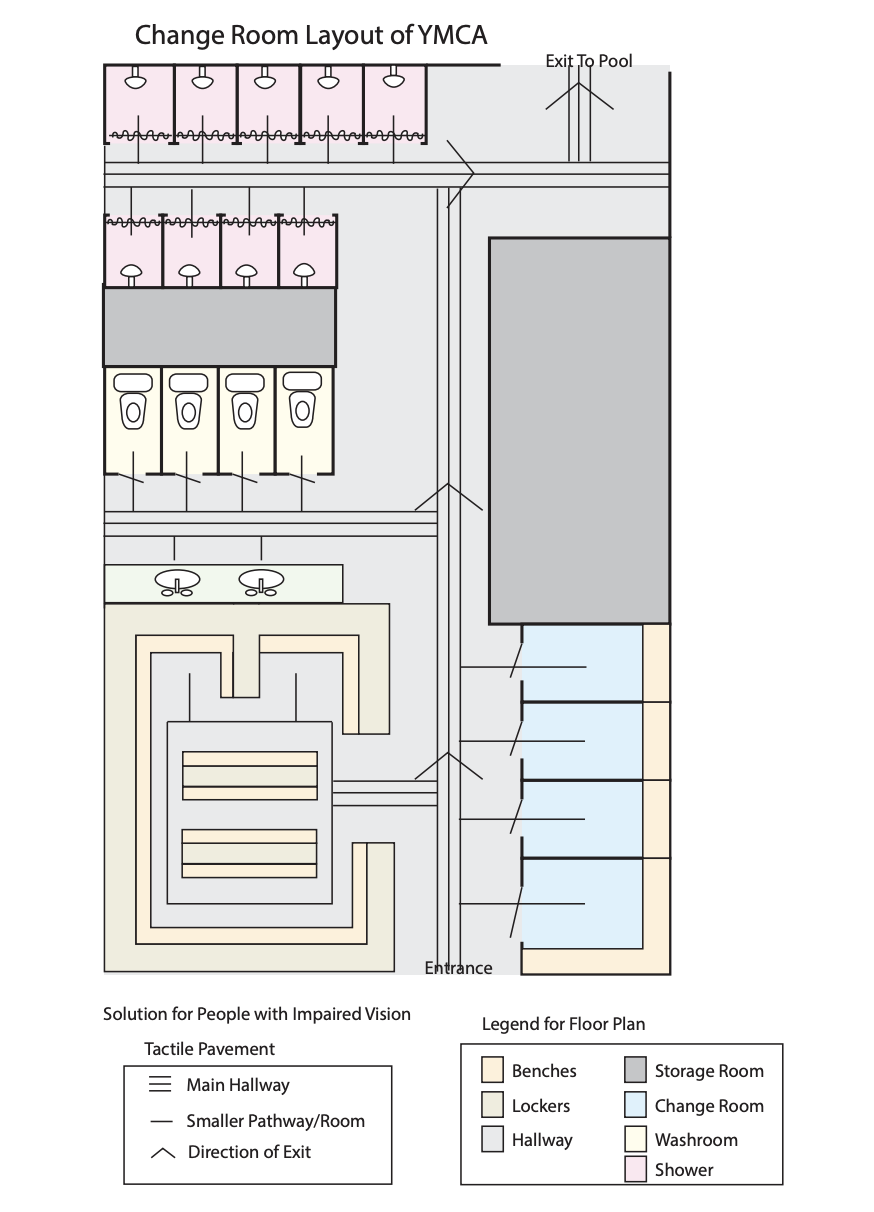 Change Room Layout of YMCA
Exit To Pool
Entrance
Solution for People with Impaired Vision
Tactile Pavement
Main Hallway
Smaller Pathway/Room
Direction of Exit
Legend for Floor Plan
Benches
Storage Room
Lockers
Change Room
Hallway
Washroom
Shower